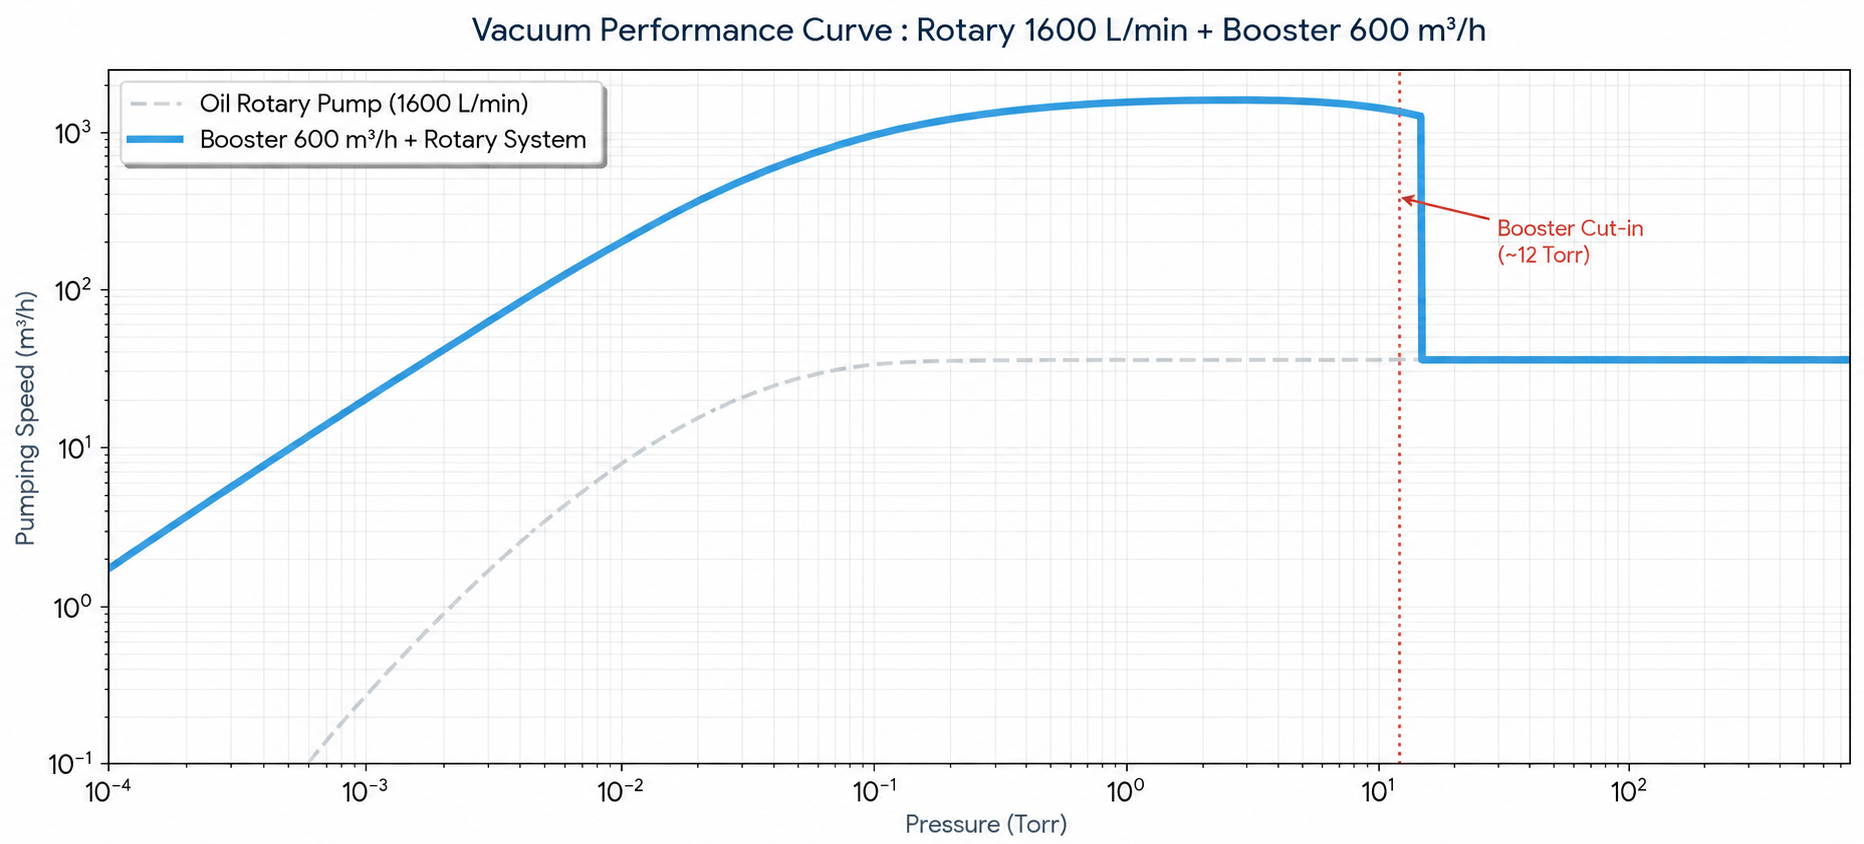 Vacuum Performance Curve : Rotary 1600 L/min + Booster 600 m³/h
Oil Rotary Pump (1600 L/min)
Booster 600 m³/h + Rotary System
Booster Cut-in
(~12 Torr)
Pumping Speed (m³/h)
10³
10²
10¹
10⁰
10⁻¹
10⁻⁴ 10⁻³ 10⁻² 10⁻¹ 10⁰ 10¹ 10²
Pressure (Torr)